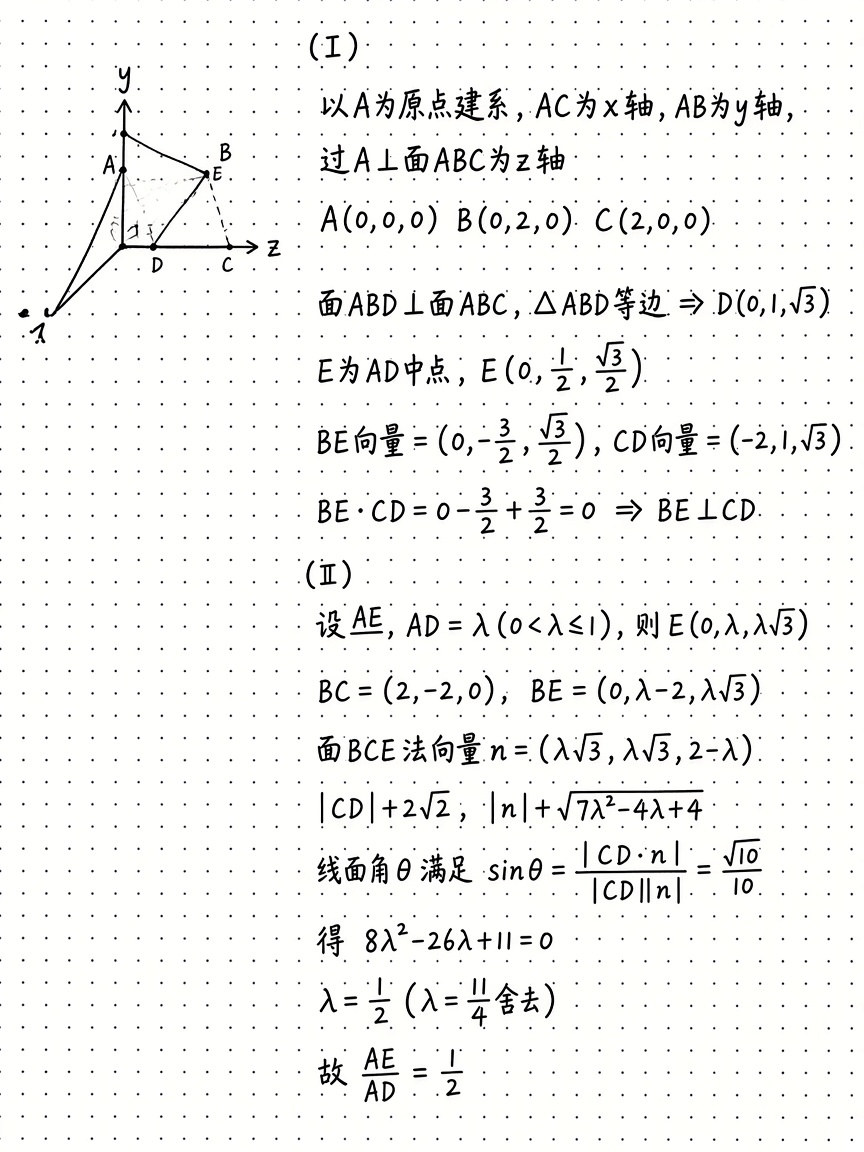 (Ⅰ)
以A为原点建系, AC为x轴, AB为y轴,
过A⊥面ABC为z轴
A(0,0,0) B(0,2,0) C(2,0,0)
面ABD⊥面ABC, △ABD等边 ⇒ D(0,1,√3)
E为AD中点, E(0, 1/2, √3/2)
BE向量 = (0, -3/2, √3/2), CD向量 = (-2,1,√3)
BE·CD = 0 - 3/2 + 3/2 = 0 ⇒ BE⊥CD
(Ⅱ)
设AE, AD = λ (0<λ≤1), 则E(0,λ,λ√3)
BC = (2,-2,0), BE = (0,λ-2,λ√3)
面BCE法向量 n = (λ√3, λ√3, 2-λ)
|CD|+2√2, |n|+√(7λ²-4λ+4)
线面角θ满足 sinθ = |CD·n| / |CD||n| = √10/10
得 8λ²-26λ+11=0
λ = 1/2 (λ = 11/4 舍去)
故 AE/AD = 1/2
y
A
B
E
D
C
z